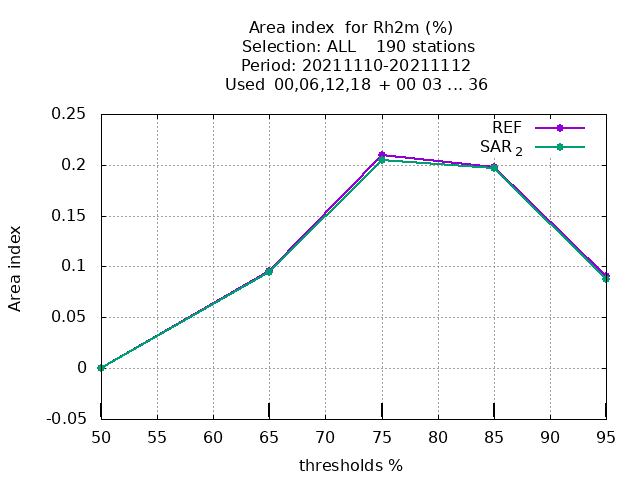 Area index for Rh2m (%)
Selection: ALL 190 stations
Period: 20211110-20211112
Used 00,06,12,18 + 00 03 ... 36
0.25
0.2
0.15
0.1
0.05
0
-0.05
Area index
REF
SAR 2
50 55 60 65 70 75 80 85 90 95
thresholds %